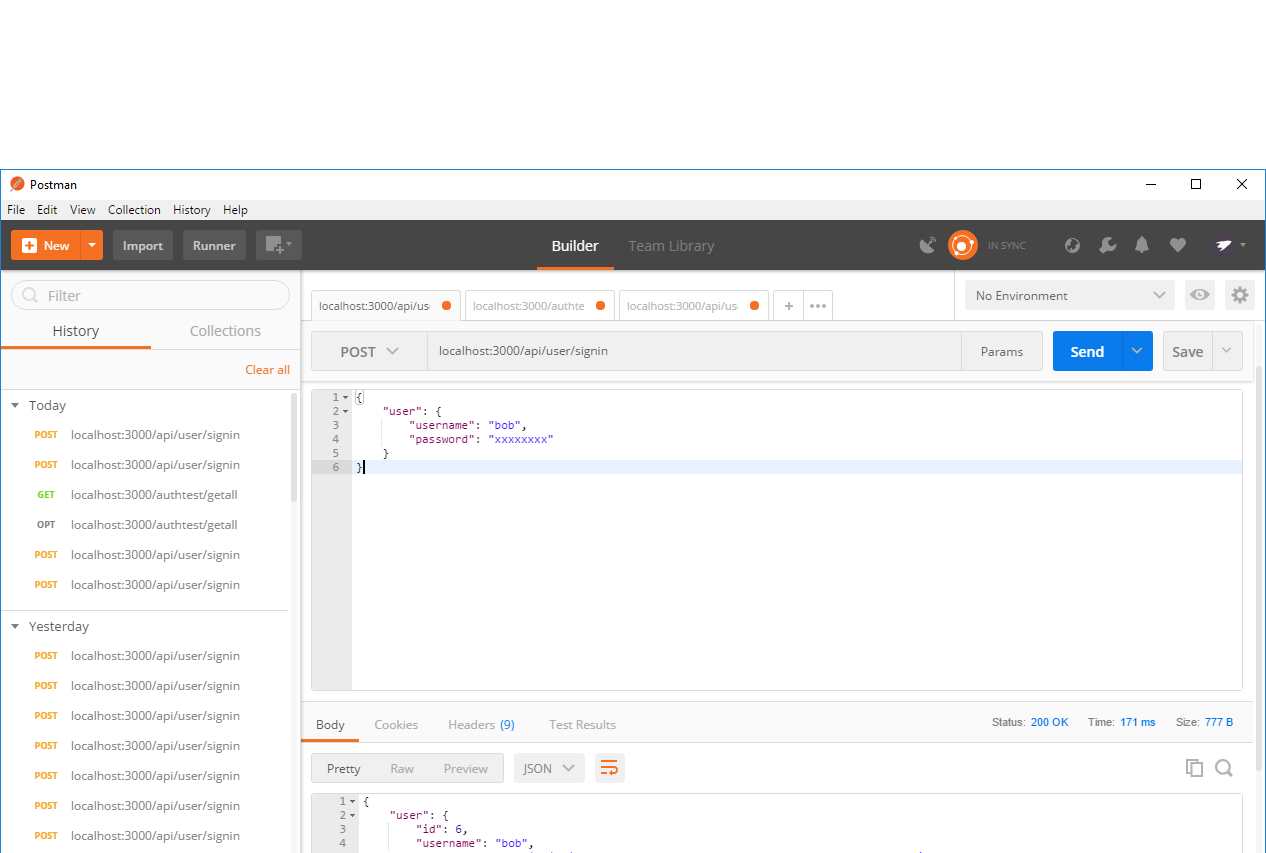 Postman
File Edit View Collection History Help
New Import Runner Builder Team Library IN SYNC
Filter
History Collections
Clear all
Today
POST localhost:3000/api/user/signin
POST localhost:3000/api/user/signin
GET localhost:3000/authtest/getall
OPT localhost:3000/authtest/getall
POST localhost:3000/api/user/signin
POST localhost:3000/api/user/signin
Yesterday
POST localhost:3000/api/user/signin
POST localhost:3000/api/user/signin
POST localhost:3000/api/user/signin
POST localhost:3000/api/user/signin
POST localhost:3000/api/user/signin
POST localhost:3000/api/user/signin
POST localhost:3000/api/user/signin
localhost:3000/api/us localhost:3000/authte localhost:3000/api/us + ••• No Environment
POST localhost:3000/api/user/signin Params Send Save
1 {
2 "user": {
3 "username": "bob",
4 "password": "xxxxxxxx"
5 }
6 }
Body Cookies Headers (9) Test Results Status: 200 OK Time: 171 ms Size: 777 B
Pretty Raw Preview JSON
1 {
2 "user": {
3 "id": 6,
4 "username": "bob",